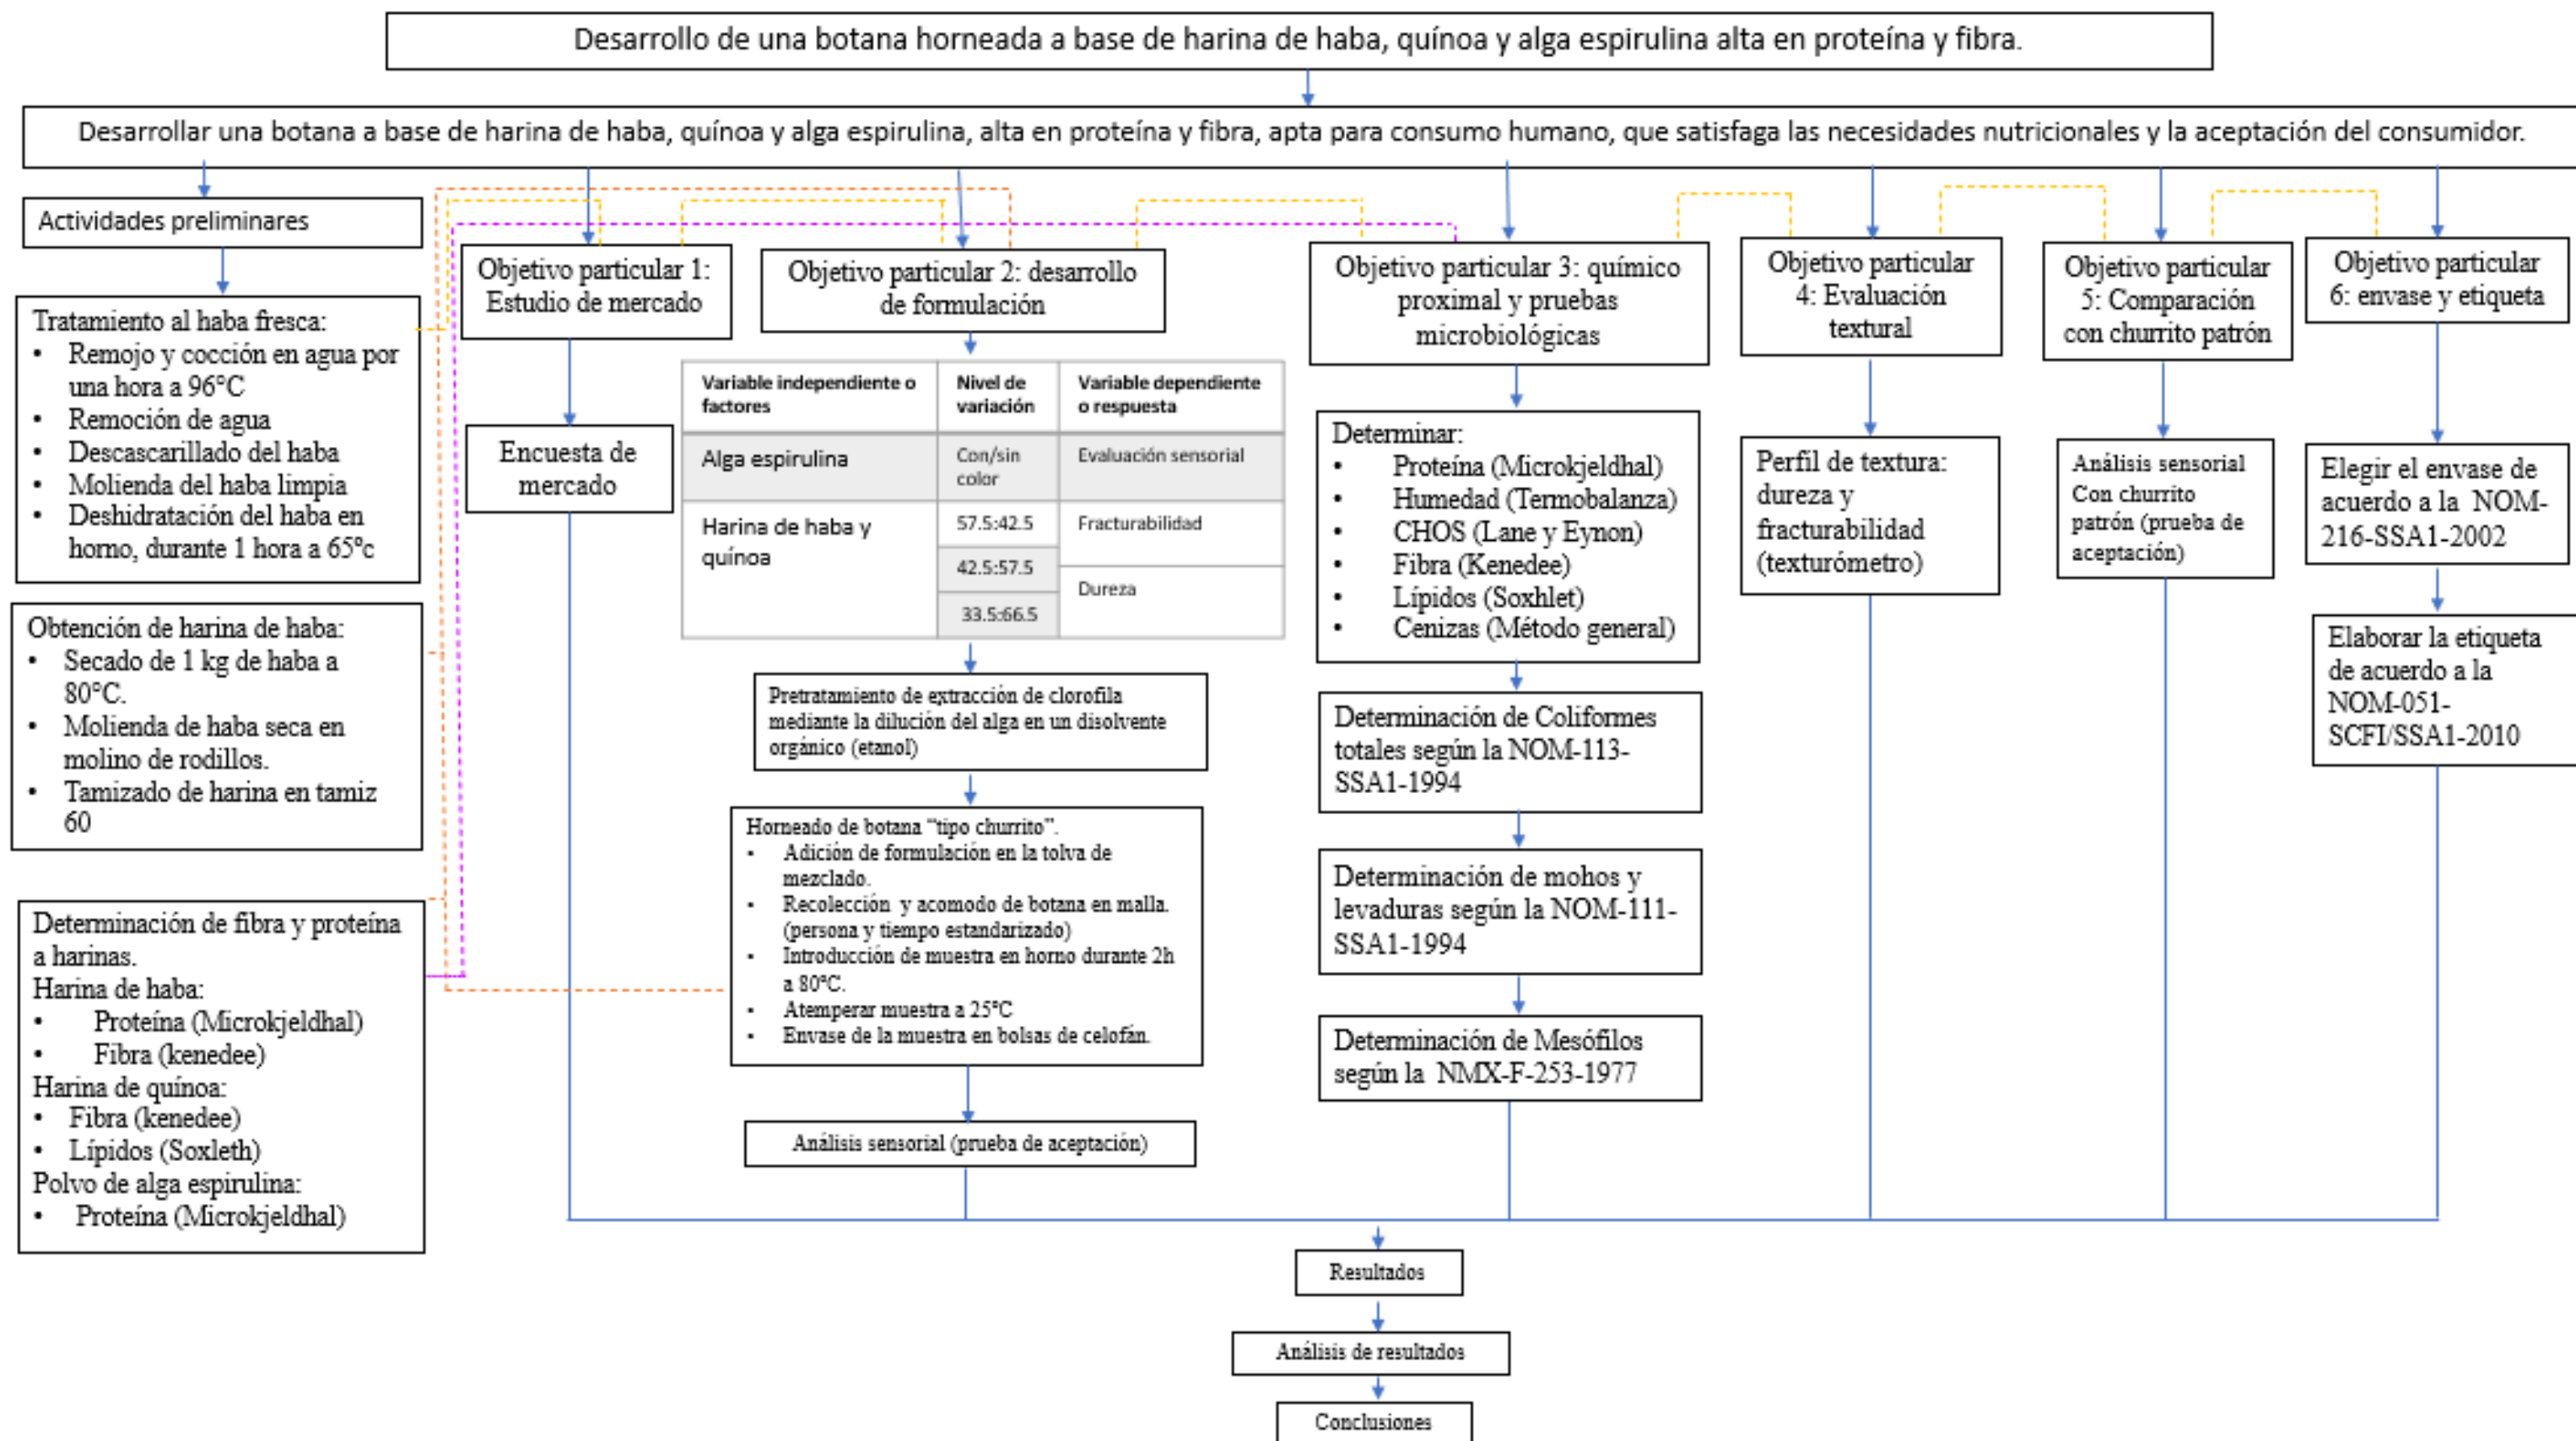 Desarrollo de una botana horneada a base de harina de haba, quínoa y alga espirulina alta en proteína y fibra.
Desarrollar una botana a base de harina de haba, quínoa y alga espirulina, alta en proteína y fibra, apta para consumo humano, que satisfaga las necesidades nutricionales y la aceptación del consumidor.
Actividades preliminares
Tratamiento al haba fresca:
• Remojo y cocción en agua por
una hora a 96°C
• Remoción de agua
• Descascarillado del haba
• Molienda del haba limpia
• Deshidratación del haba en
horno, durante 1 hora a 65°c
Obtención de harina de haba:
• Secado de 1 kg de haba a
80°C.
• Molienda de haba seca en
molino de rodillos.
• Tamizado de harina en tamiz
60
Determinación de fibra y proteína
a harinas.
Harina de haba:
• Proteína (Microkjeldhal)
• Fibra (kenedee)
Harina de quínoa:
• Fibra (kenedee)
• Lípidos (Soxleth)
Polvo de alga espirulina:
• Proteína (Microkjeldhal)
Objetivo particular 1:
Estudio de mercado
Encuesta de
mercado
Objetivo particular 2: desarrollo
de formulación
Variable independiente o
factores
Nivel de
variación
Variable dependiente
o respuesta
Alga espirulina
Con/sin
color
Evaluación sensorial
Harina de haba y
quínoa
57.5:42.5
42.5:57.5
33.5:66.5
Fracturabilidad
Dureza
Pretratamiento de extracción de clorofila
mediante la dilución del alga en un disolvente
orgánico (etanol)
Horneado de botana “tipo churrito”.
• Adición de formulación en la tolva de
mezclado.
• Recolección y acomodo de botana en malla.
(persona y tiempo estandarizado)
• Introducción de muestra en horno durante 2h
a 80°C.
• Atemperar muestra a 25°C
• Envase de la muestra en bolsas de celofán.
Análisis sensorial (prueba de aceptación)
Objetivo particular 3: químico
proximal y pruebas
microbiológicas
Determinar:
• Proteína (Microkjeldhal)
• Humedad (Termobalanza)
• CHOS (Lane y Eynon)
• Fibra (Kenedee)
• Lípidos (Soxhlet)
• Cenizas (Método general)
Determinación de Coliformes
totales según la NOM-113-
SSA1-1994
Determinación de mohos y
levaduras según la NOM-111-
SSA1-1994
Determinación de Mesófilos
según la NMX-F-253-1977
Objetivo particular
4: Evaluación
textural
Perfil de textura:
dureza y
fracturabilidad
(texturómetro)
Objetivo particular
5: Comparación
con churrito patrón
Análisis sensorial
Con churrito
patrón (prueba de
aceptación)
Objetivo particular
6: envase y etiqueta
Elegir el envase de
acuerdo a la NOM-
216-SSA1-2002
Elaborar la etiqueta
de acuerdo a la
NOM-051-
SCFI/SSA1-2010
Resultados
Análisis de resultados
Conclusiones